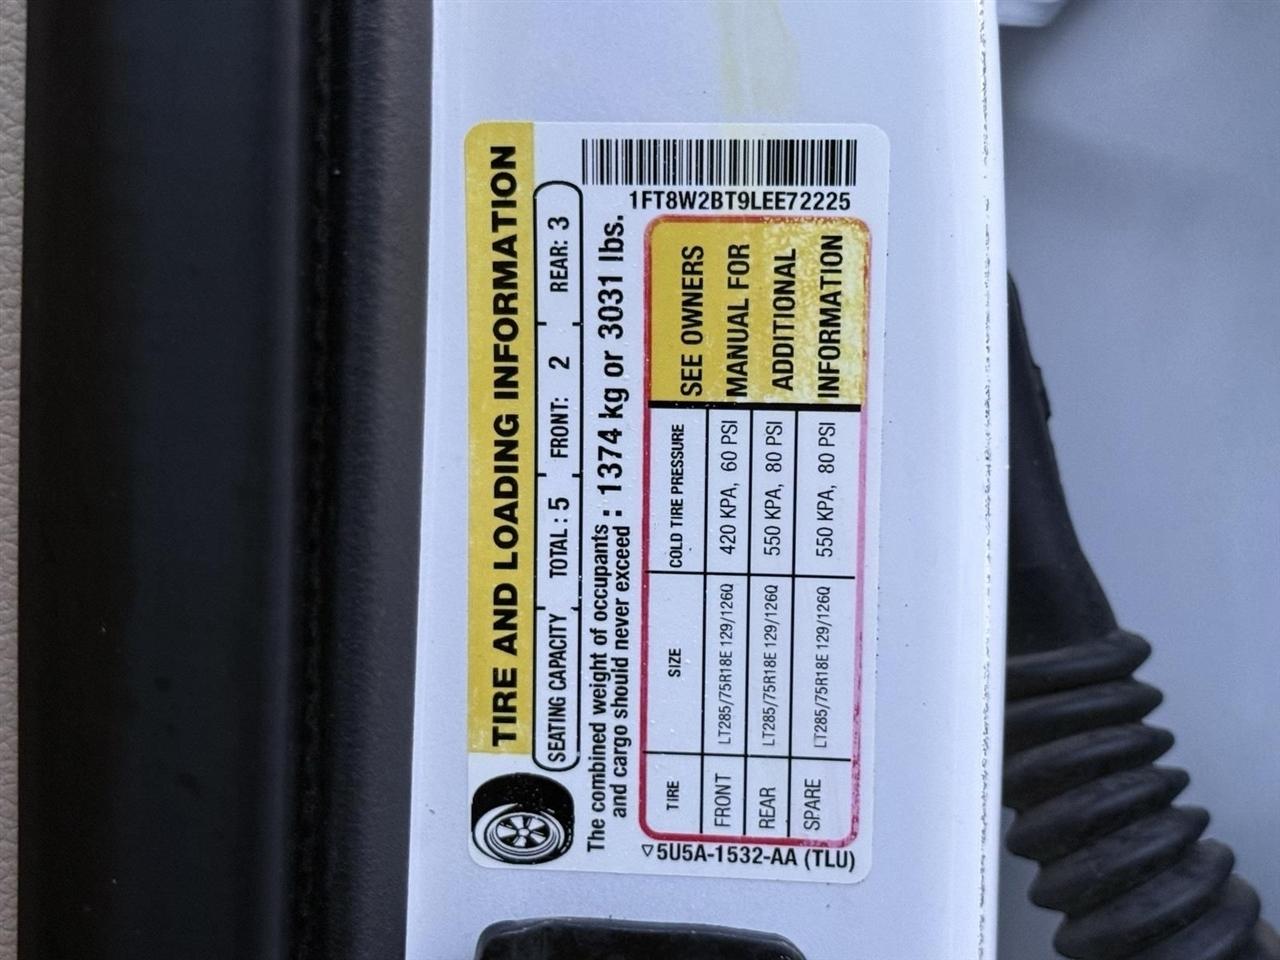 TIRE AND LOADING INFORMATION
SEATING CAPACITY TOTAL : 5 FRONT: 2 REAR: 3
The combined weight of occupants and cargo should never exceed : 1374 kg or 3031 lbs.
TIRE SIZE COLD TIRE PRESSURE
FRONT LT285/75R18E 129/126Q 420 KPA, 60 PSI
REAR LT285/75R18E 129/126Q 550 KPA, 80 PSI
SPARE LT285/75R18E 129/126Q 550 KPA, 80 PSI
SEE OWNERS
MANUAL FOR
ADDITIONAL
INFORMATION
1FT8W2BT9LEE72225
▽5U5A-1532-AA (TLU)